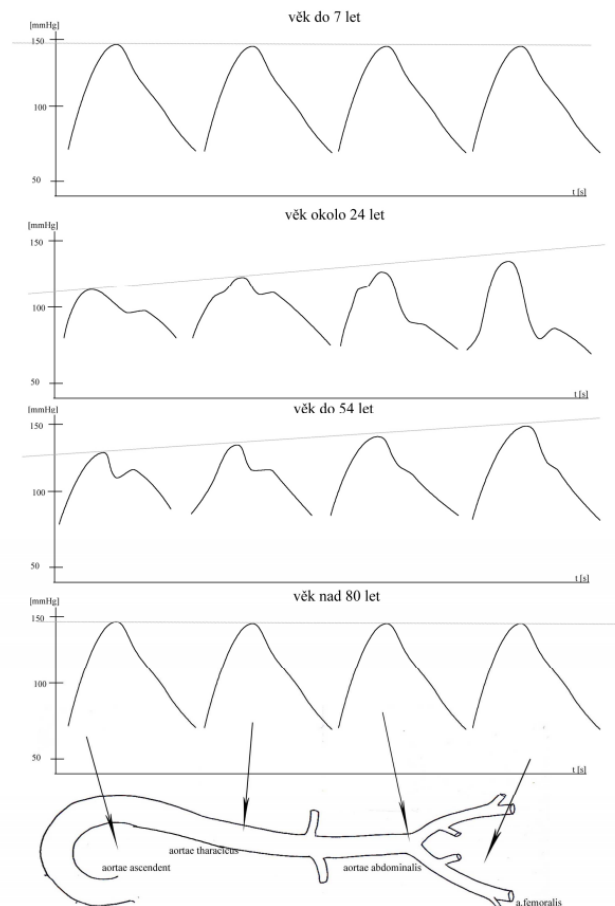 věk do 7 let
[mmHg]
150
100
50
t [s]
věk okolo 24 let
[mmHg]
150
100
50
t [s]
věk do 54 let
[mmHg]
150
100
50
t [s]
věk nad 80 let
[mmHg]
150
100
50
t [s]
aortae tharacicus
aortae ascendent
aortae abdominalis
a.femoralis